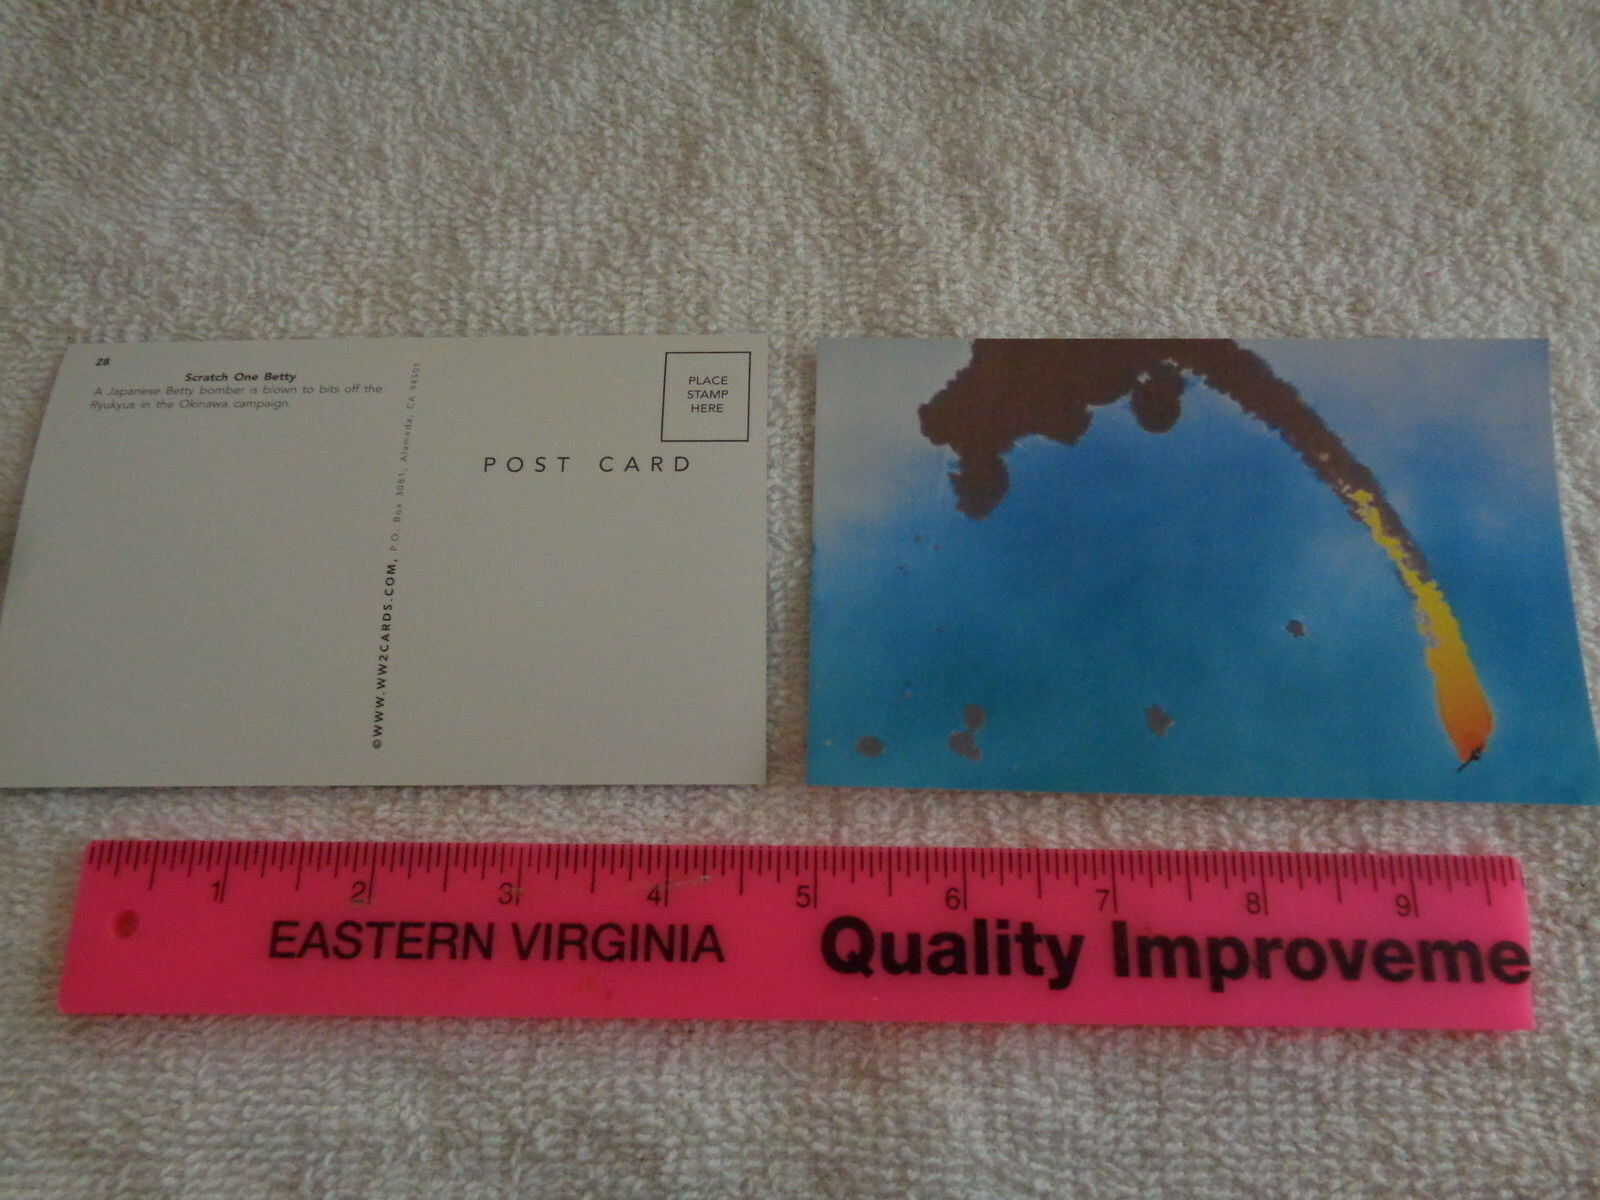 28
Scratch One Betty
A Japanese Betty bomber is blown to bits off the
Ryukyus in the Okinawa campaign.
©WWW.WW2CARDS.COM, P.O. Box 3081, Alameda, CA 94501
PLACE
STAMP
HERE
POST CARD
1 2 3 4 5 6 7 8 9
EASTERN VIRGINIA Quality Improveme